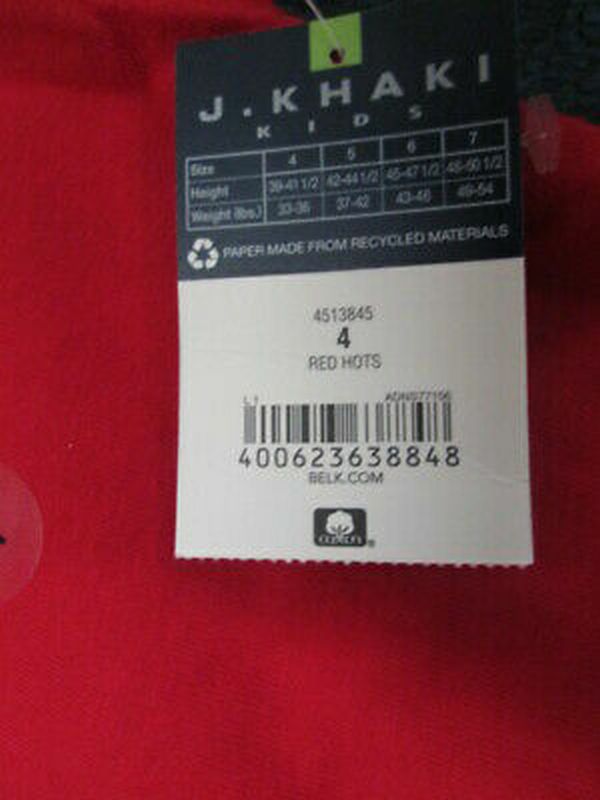 J.KHAKI
KIDS
Size 4 5 6 7
Height 39-41 1/2 42-44 1/2 45-47 1/2 48-50 1/2
Weight (lbs.) 33-36 37-42 43-48 49-54
PAPER MADE FROM RECYCLED MATERIALS
4513845
4
RED HOTS
L1
400623638848
BELK.COM
COTTON